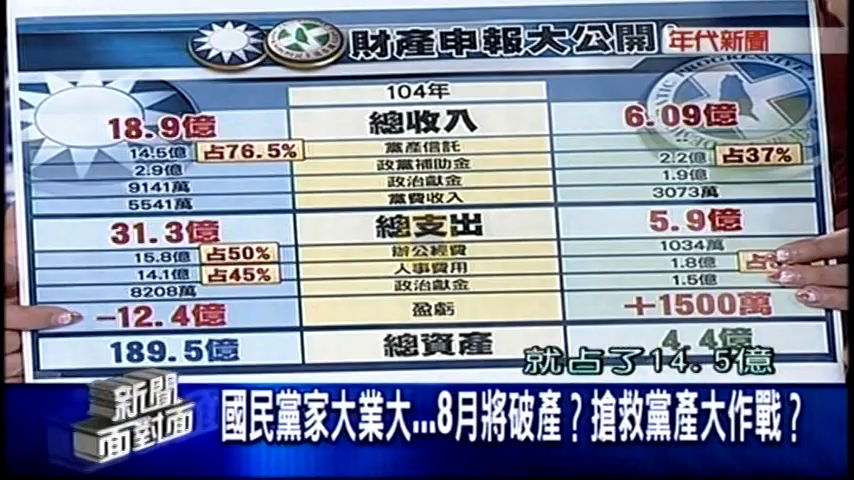 財產申報大公開
年代新聞
104年
18.9億 總收入 6.09億
14.5億 占76.5% 黨產信託
2.9億 政黨補助金 2.2億 占37%
9141萬 政治獻金 1.9億
5541萬 黨費收入 3073萬
31.3億 總支出 5.9億
15.8億 占50% 辦公經費 1034萬
14.1億 占45% 人事費用 1.8億
8208萬 政治獻金 1.5億
-12.4億 盈虧 +1500萬
189.5億 總資產 4.4億
就占了14.5億
新聞面對面
國民黨家大業大...8月將破產?搶救黨產大作戰?